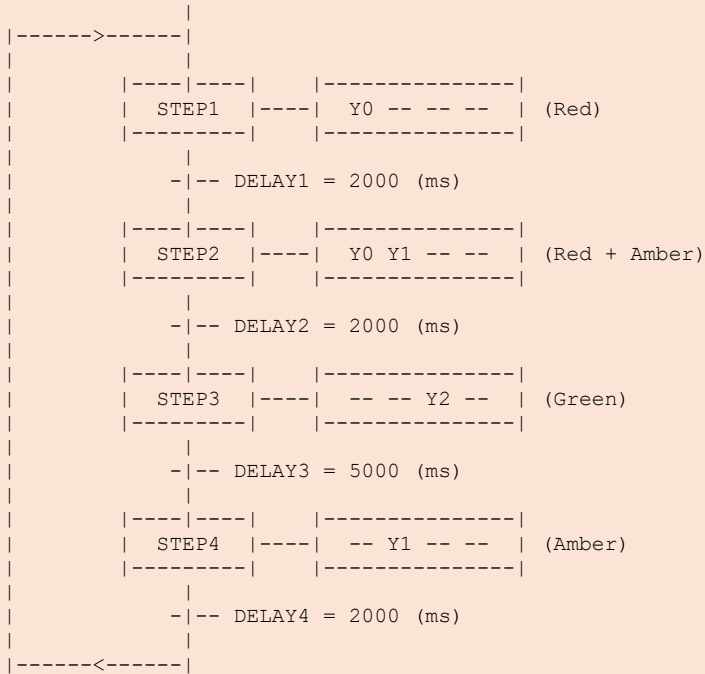 STEP1 Y0 -- -- -- (Red)
DELAY1 = 2000 (ms)
STEP2 Y0 Y1 -- -- (Red + Amber)
DELAY2 = 2000 (ms)
STEP3 -- -- Y2 -- (Green)
DELAY3 = 5000 (ms)
STEP4 -- Y1 -- -- (Amber)
DELAY4 = 2000 (ms)